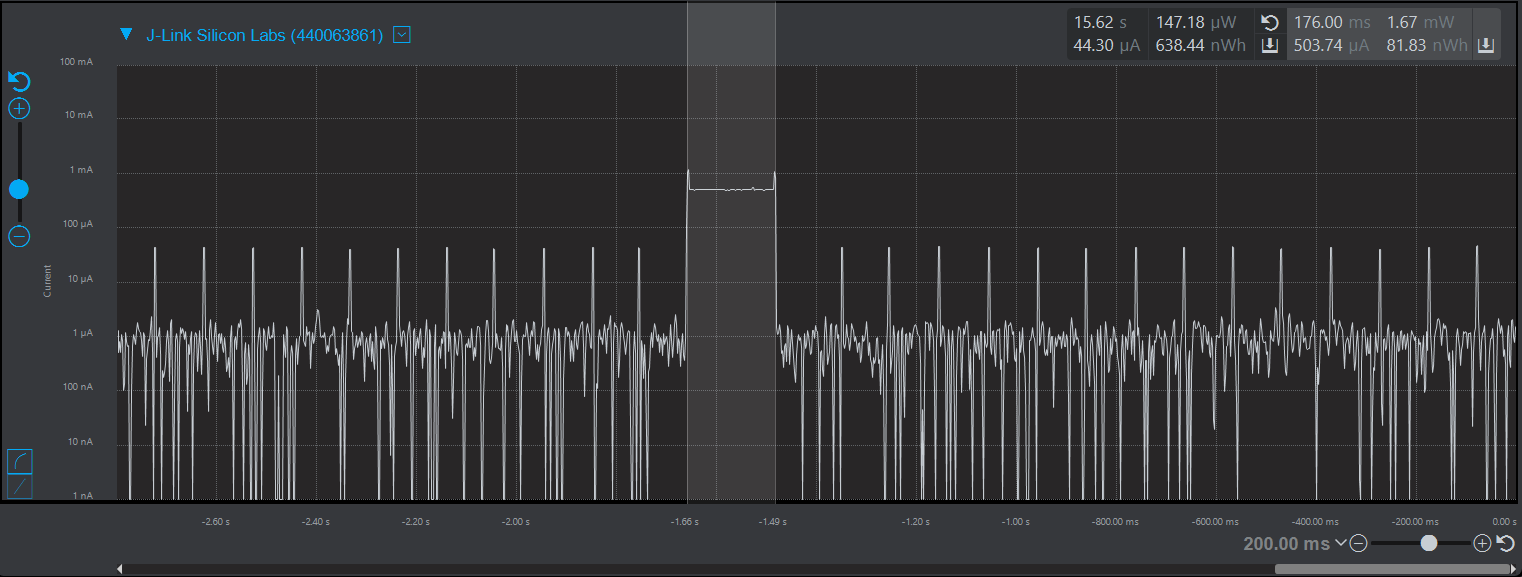 J-Link Silicon Labs (440063861)
15.62 s 147.18 µW 176.00 ms 1.67 mW
44.30 µA 638.44 nWh 503.74 µA 81.83 nWh
100 mA
10 mA
1 mA
100 µA
10 µA
1 µA
100 nA
10 nA
1 nA
Current
-2.60 s -2.40 s -2.20 s -2.00 s -1.66 s -1.49 s -1.20 s -1.00 s -800.00 ms -600.00 ms -400.00 ms -200.00 ms 0.00 s
200.00 ms